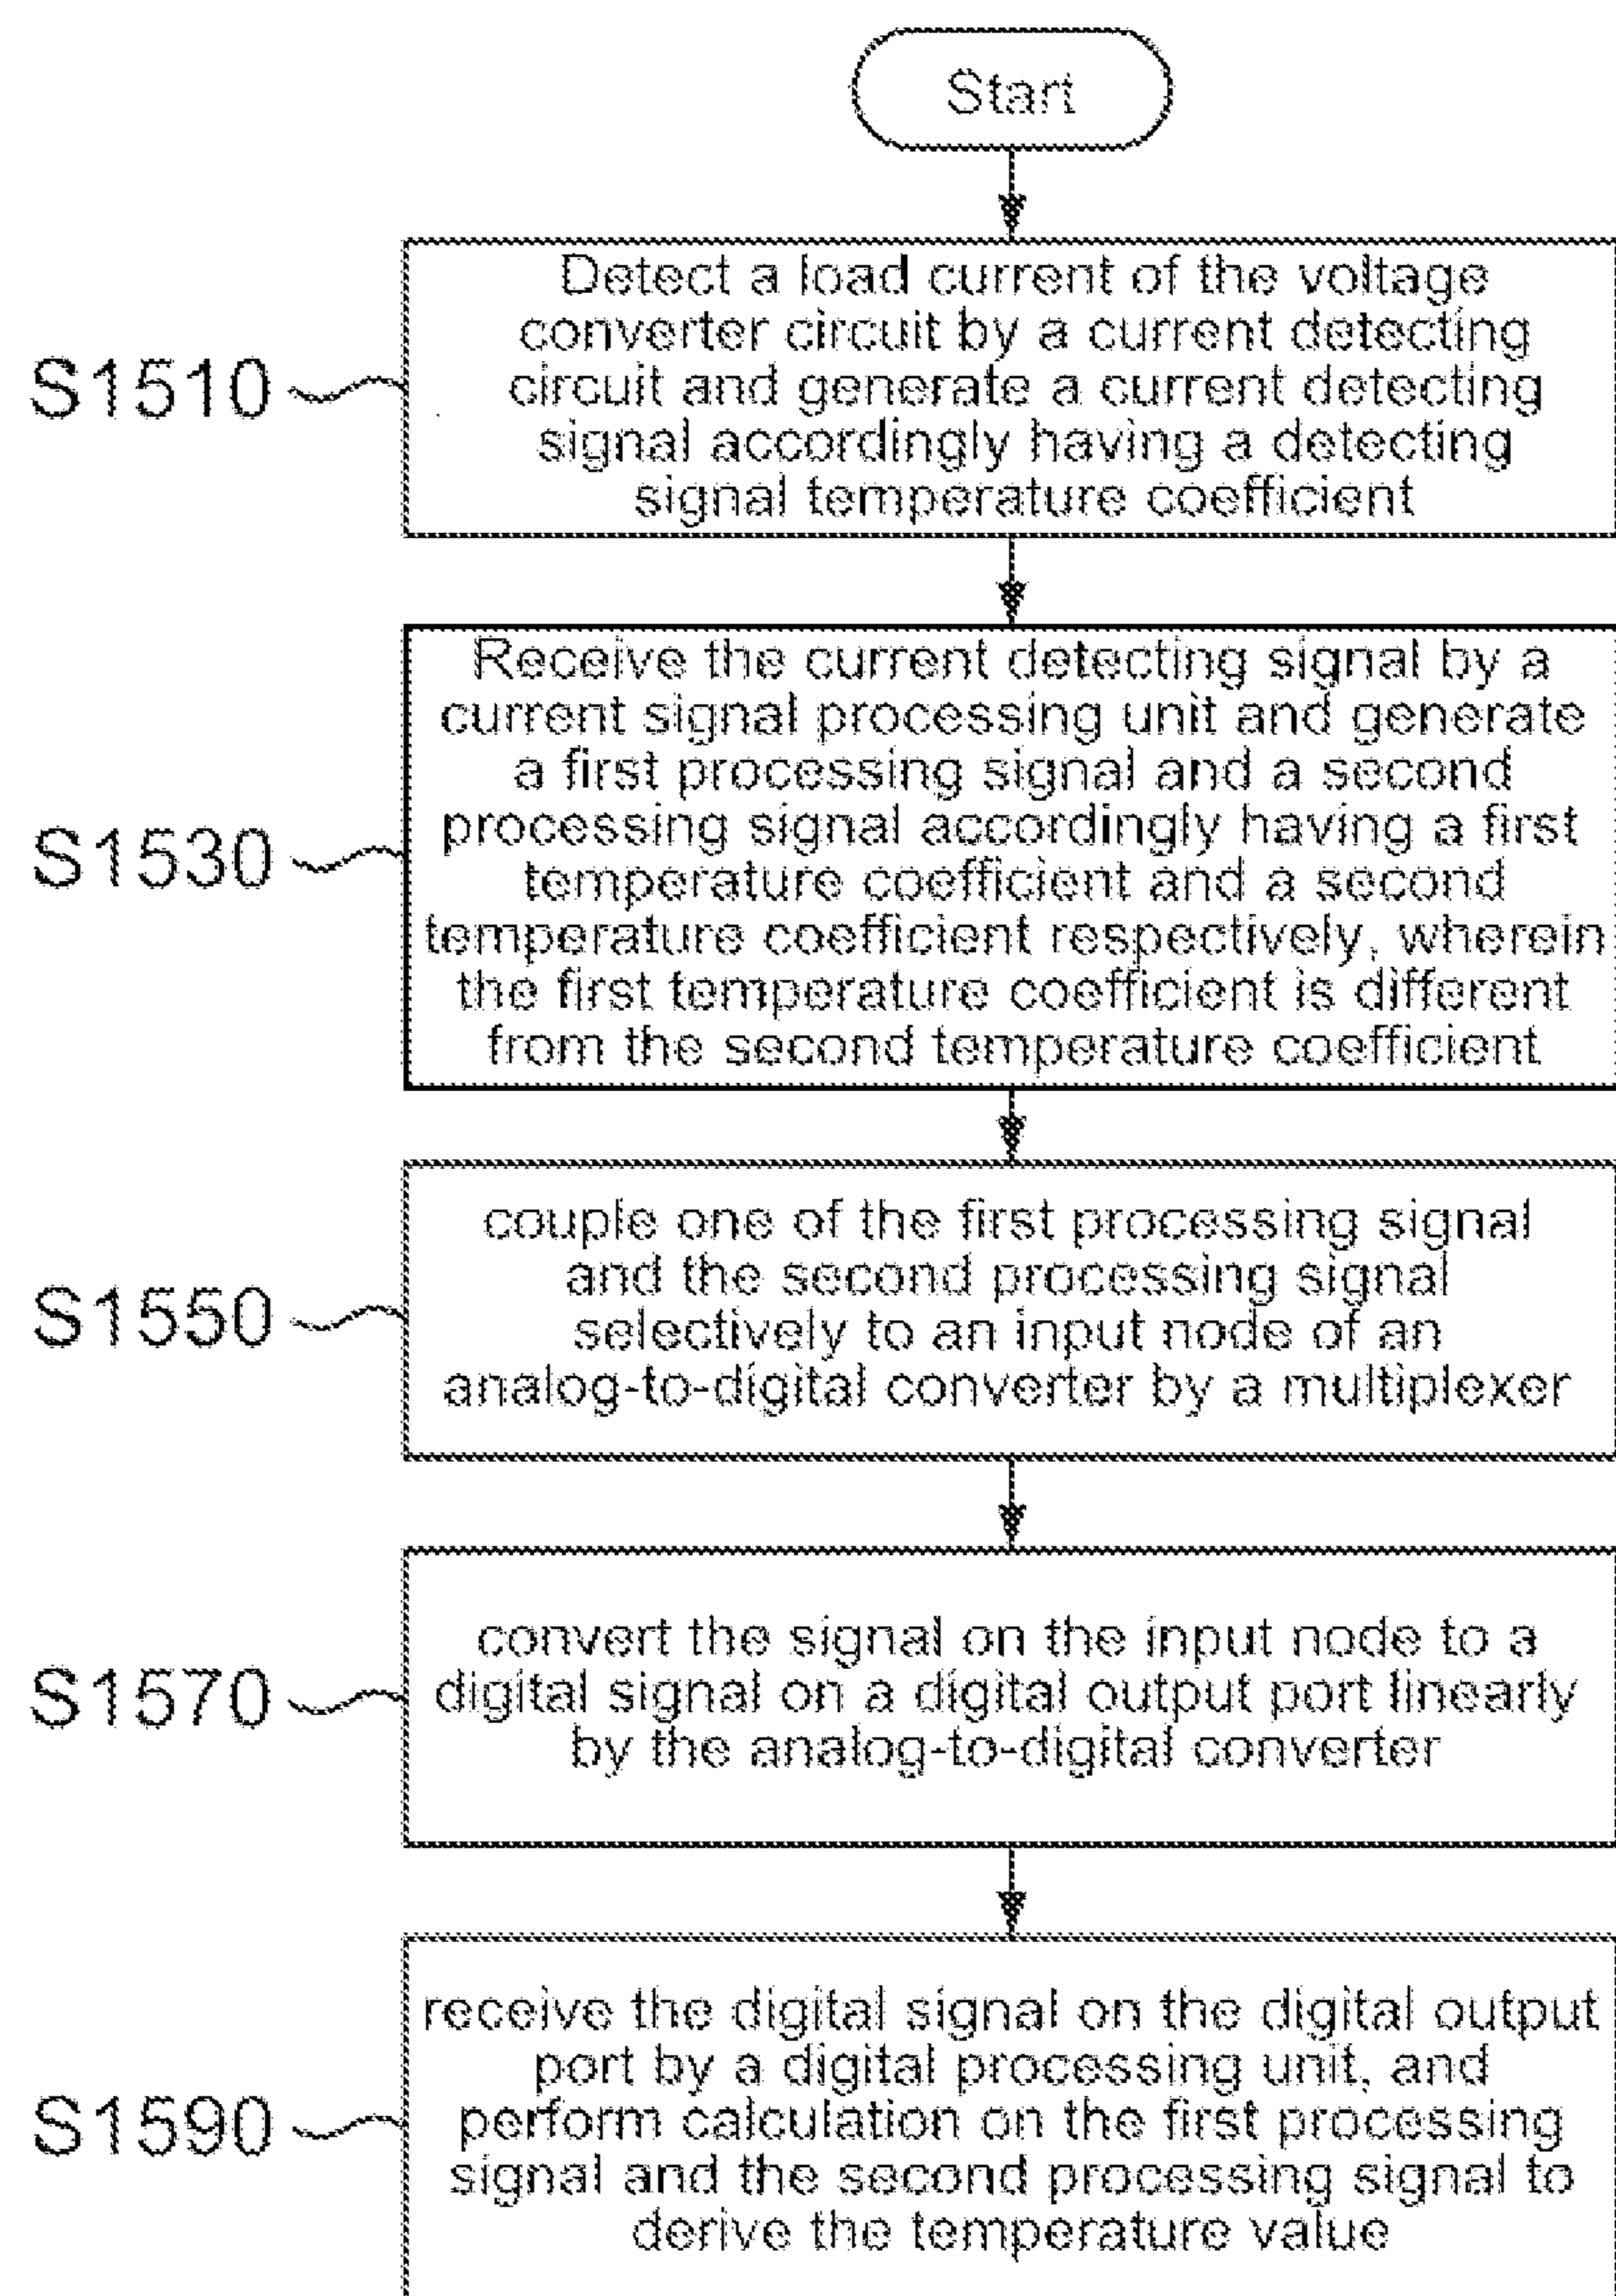 Start
S1510
Detect a load current of the voltage
converter circuit by a current detecting
circuit and generate a current detecting
signal accordingly having a detecting
signal temperature coefficient
S1530
Receive the current detecting signal by a
current signal processing unit and generate
a first processing signal and a second
processing signal accordingly having a first
temperature coefficient and a second
temperature coefficient respectively, wherein
the first temperature coefficient is different
from the second temperature coefficient
S1550
couple one of the first processing signal
and the second processing signal
selectively to an input node of an
analog-to-digital converter by a multiplexer
S1570
convert the signal on the input node to a
digital signal on a digital output port linearly
by the analog-to-digital converter
S1590
receive the digital signal on the digital output
port by a digital processing unit, and
perform calculation on the first processing
signal and the second processing signal to
derive the temperature value